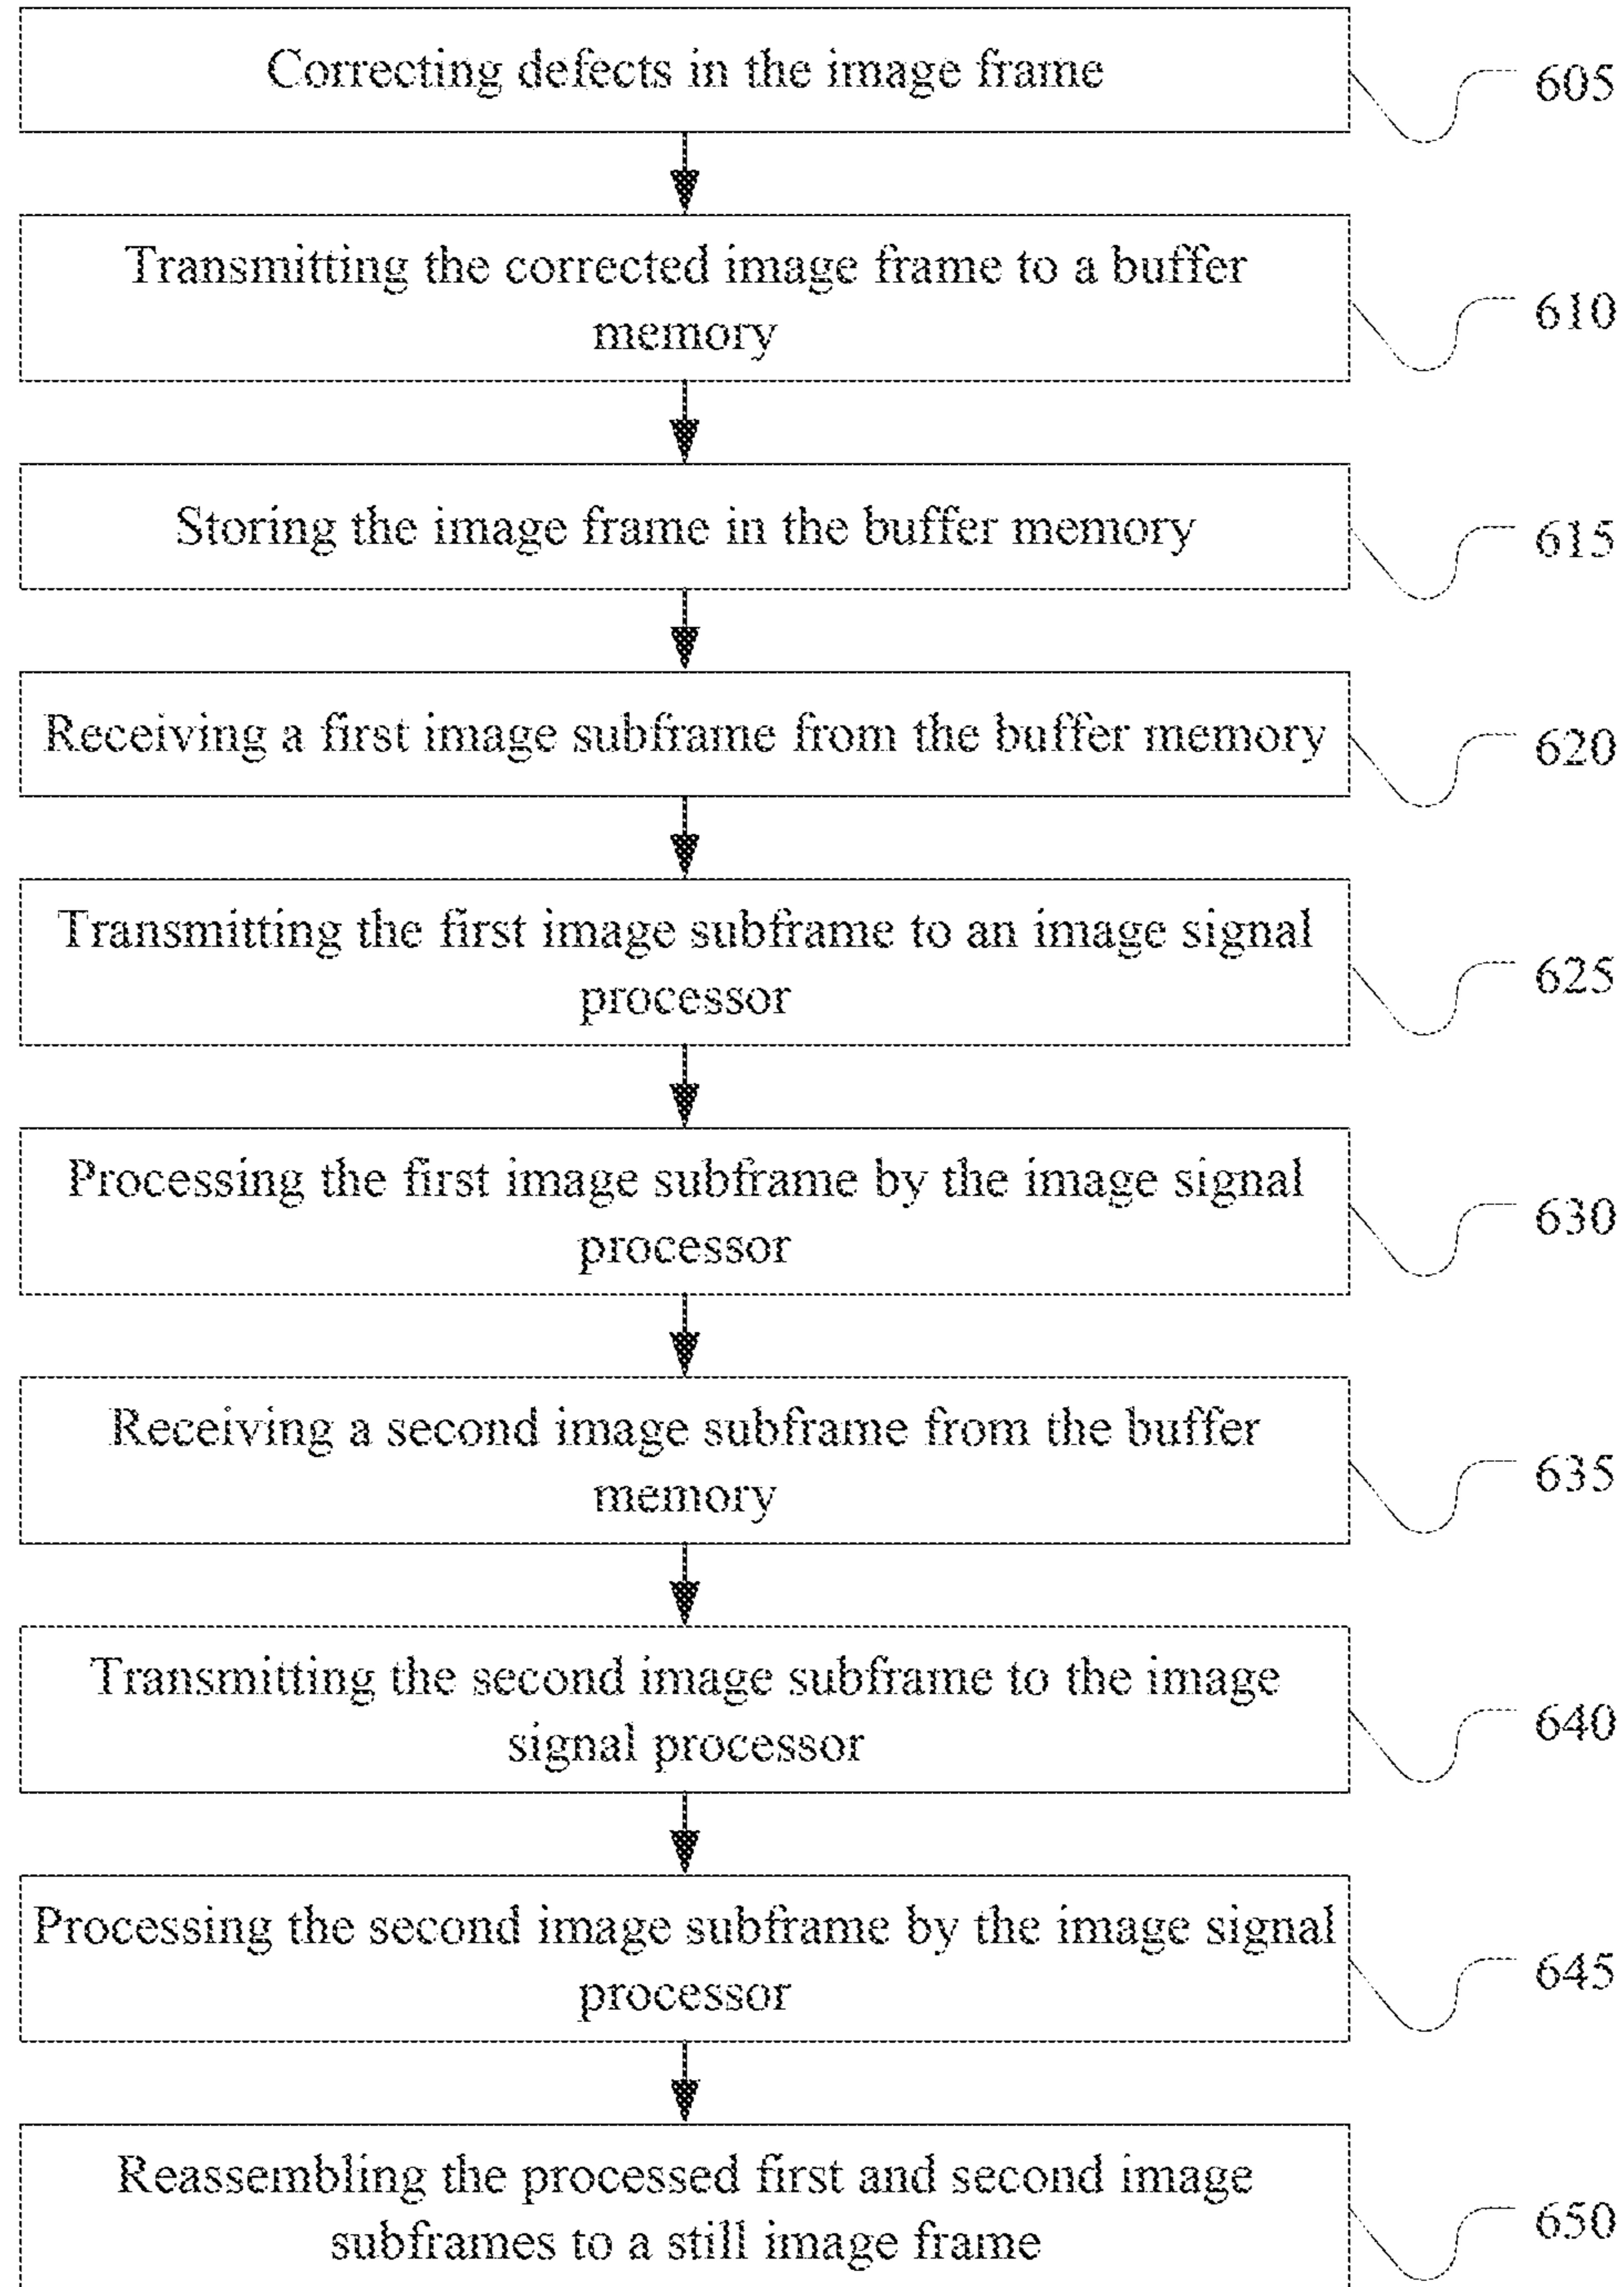 Correcting defects in the image frame
605
Transmitting the corrected image frame to a buffer
memory
610
Storing the image frame in the buffer memory
615
Receiving a first image subframe from the buffer memory
620
Transmitting the first image subframe to an image signal
processor
625
Processing the first image subframe by the image signal
processor
630
Receiving a second image subframe from the buffer
memory
635
Transmitting the second image subframe to the image
signal processor
640
Processing the second image subframe by the image signal
processor
645
Reassembling the processed first and second image
subframes to a still image frame
650